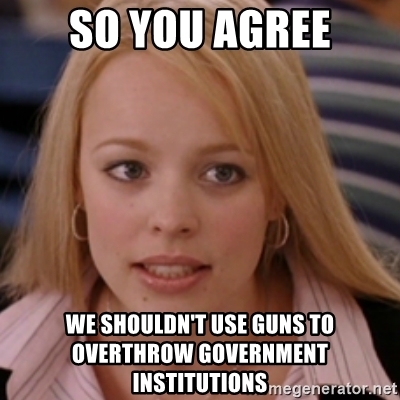 SO YOU AGREE
WE SHOULDN'T USE GUNS TO
OVERTHROW GOVERNMENT
INSTITUTIONS
megenerator.net